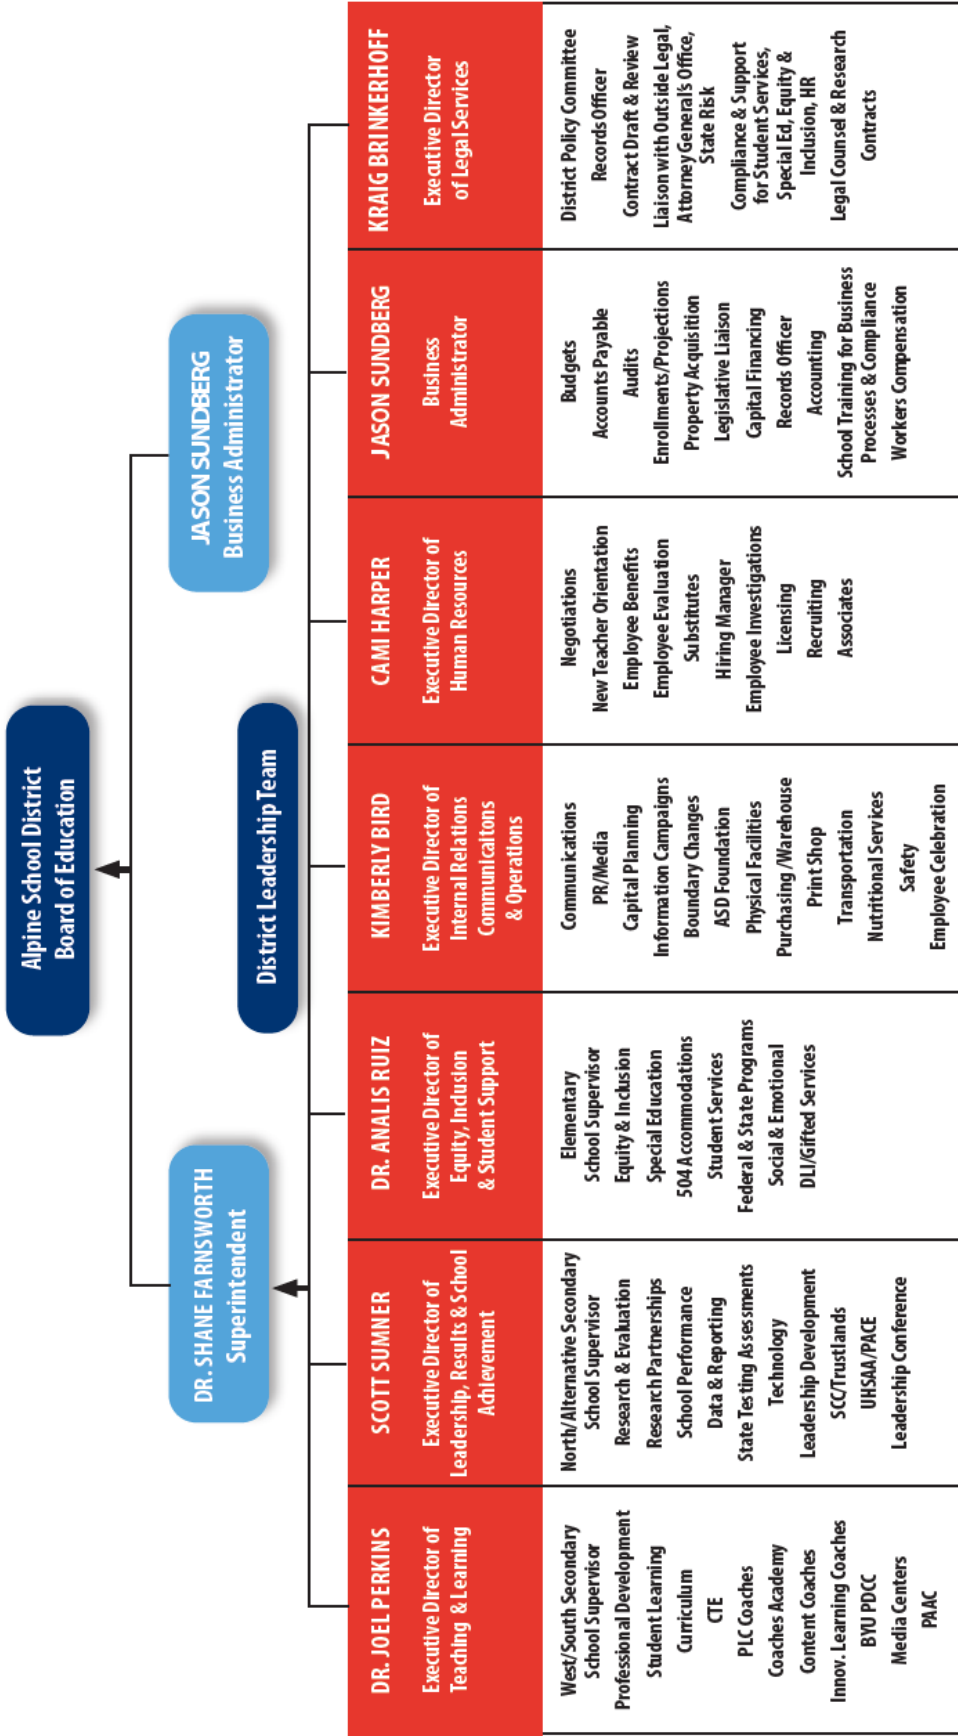 Alpine School District
Board of Education
DR. SHANE FARNSWORTH
Superintendent
JASON SUNDBERG
Business Administrator
District Leadership Team
DR. JOEL PERKINS
Executive Director of
Teaching & Learning
West/South Secondary
School Supervisor
Professional Development
Student Learning
Curriculum
CTE
PLC Coaches
Coaches Academy
Content Coaches
Innov. Learning Coaches
BYU PDCC
Media Centers
PAAC
SCOTT SUMNER
Executive Director of
Leadership, Results & School
Achievement
North/Alternative Secondary
School Supervisor
Research & Evaluation
Research Partnerships
School Performance
Data & Reporting
State Testing Assessments
Technology
Leadership Development
SCC/Trustlands
UHSAA/PACE
Leadership Conference
DR. ANALIS RUIZ
Executive Director of
Equity, Inclusion
& Student Support
Elementary
School Supervisor
Equity & Inclusion
Special Education
504 Accommodations
Student Services
Federal & State Programs
Social & Emotional
DLI/Gifted Services
KIMBERLY BIRD
Executive Director of
Internal Relations
Communicaitons
& Operations
Communications
PR/Media
Capital Planning
Information Campaigns
Boundary Changes
ASD Foundation
Physical Facilities
Purchasing/Warehouse
Print Shop
Transportation
Nutritional Services
Safety
Employee Celebration
CAMI HARPER
Executive Director of
Human Resources
Negotiations
New Teacher Orientation
Employee Benefits
Employee Evaluation
Substitutes
Hiring Manager
Employee Investigations
Licensing
Recruiting
Associates
JASON SUNDBERG
Business
Administrator
Budgets
Accounts Payable
Audits
Enrollments/Projections
Property Acquisition
Legislative Liaison
Capital Financing
Records Officer
Accounting
School Training for Business
Processes & Compliance
Workers Compensation
KRAIG BRINKERHOFF
Executive Director
of Legal Services
District Policy Committee
Records Officer
Contract Draft & Review
Liaison with Outside Legal,
Attorney General's Office,
State Risk
Compliance & Support
for Student Services,
Special Ed, Equity &
Inclusion, HR
Legal Counsel & Research
Contracts